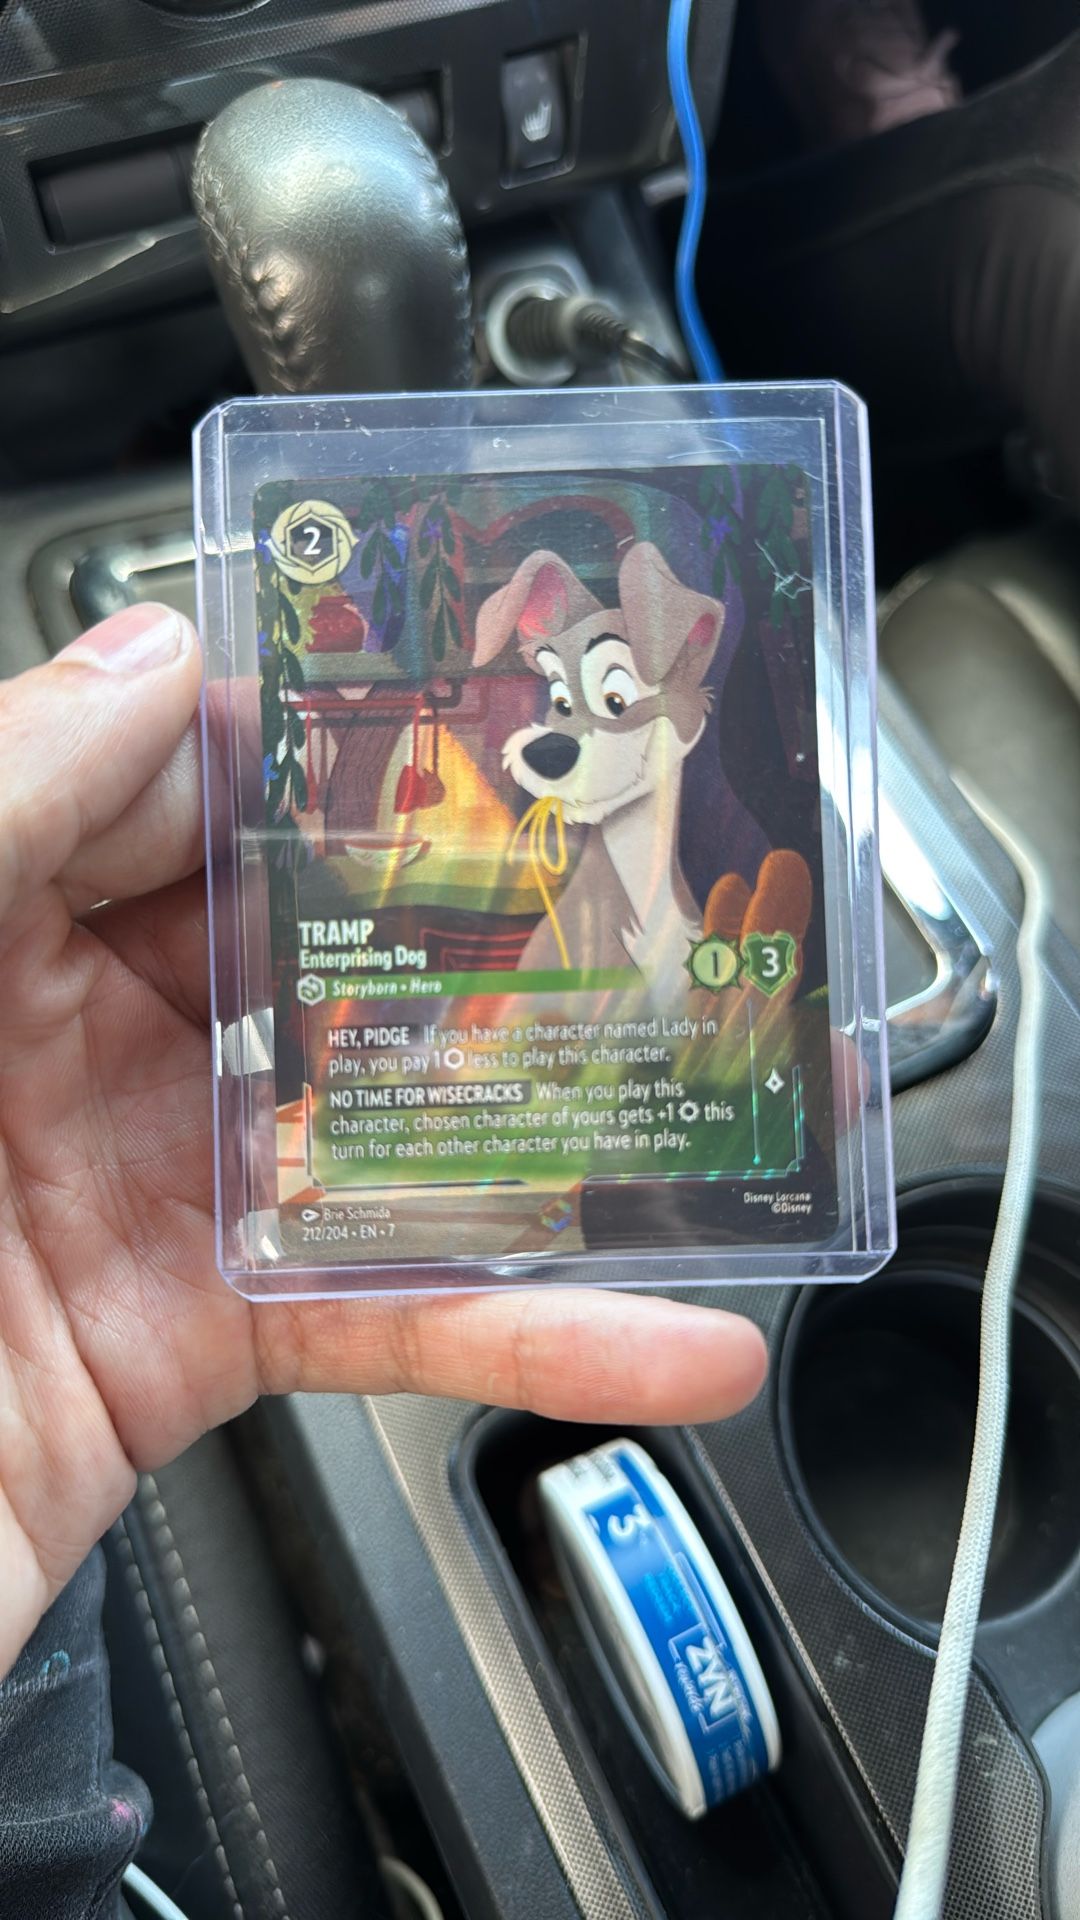 2
TRAMP
Enterprising Dog
1 3
Storyborn • Hero
HEY, PIDGE If you have a character named Lady in
play, you pay 1 less to play this character.
NO TIME FOR WISECRACKS When you play this
character, chosen character of yours gets +1 this
turn for each other character you have in play.
Disney Lorcana
©Disney
Brie Schmida
212/204 • EN • 7
3
ZYN
rewards